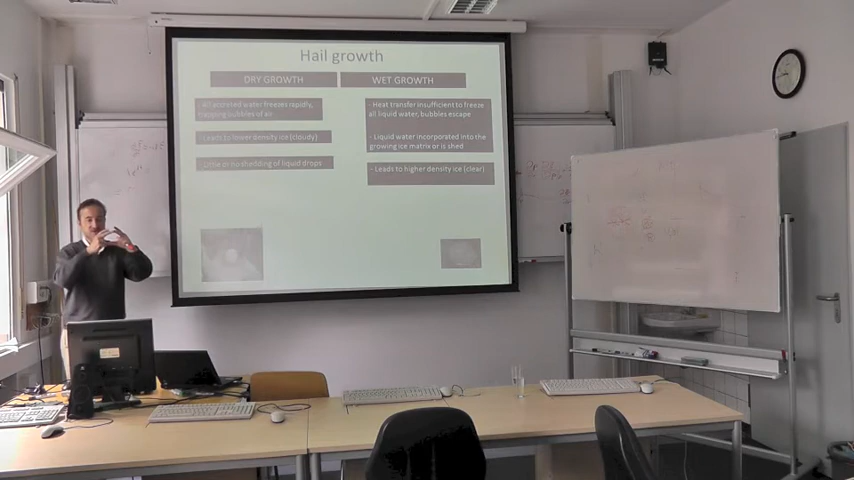 Hail growth
DRY GROWTH
WET GROWTH
- All accreted water freezes rapidly,
trapping bubbles of air
- Leads to lower density ice (cloudy)
- Little or no shedding of liquid drops
- Heat transfer insufficient to freeze
all liquid water, bubbles escape
- Liquid water incorporated into the
growing ice matrix or is shed
- Leads to higher density ice (clear)